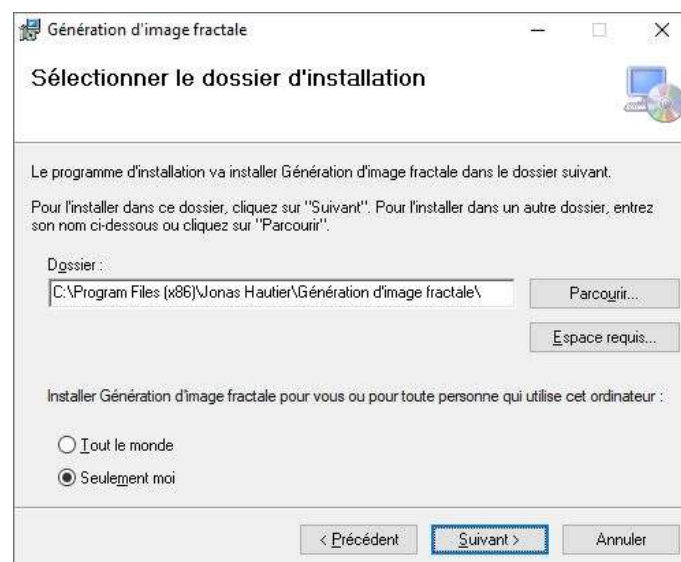 Génération d'image fractale
Sélectionner le dossier d'installation
Le programme d'installation va installer Génération d'image fractale dans le dossier suivant.
Pour l'installer dans ce dossier, cliquez sur "Suivant". Pour l'installer dans un autre dossier, entrez
son nom ci-dessous ou cliquez sur "Parcourir".
Dossier :
C:\Program Files (x86)\Jonas Hautier\Génération d'image fractale\
Parcourir...
Espace requis...
Installer Génération d'image fractale pour vous ou pour toute personne qui utilise cet ordinateur :
Tout le monde
Seulement moi
< Précédent
Suivant >
Annuler